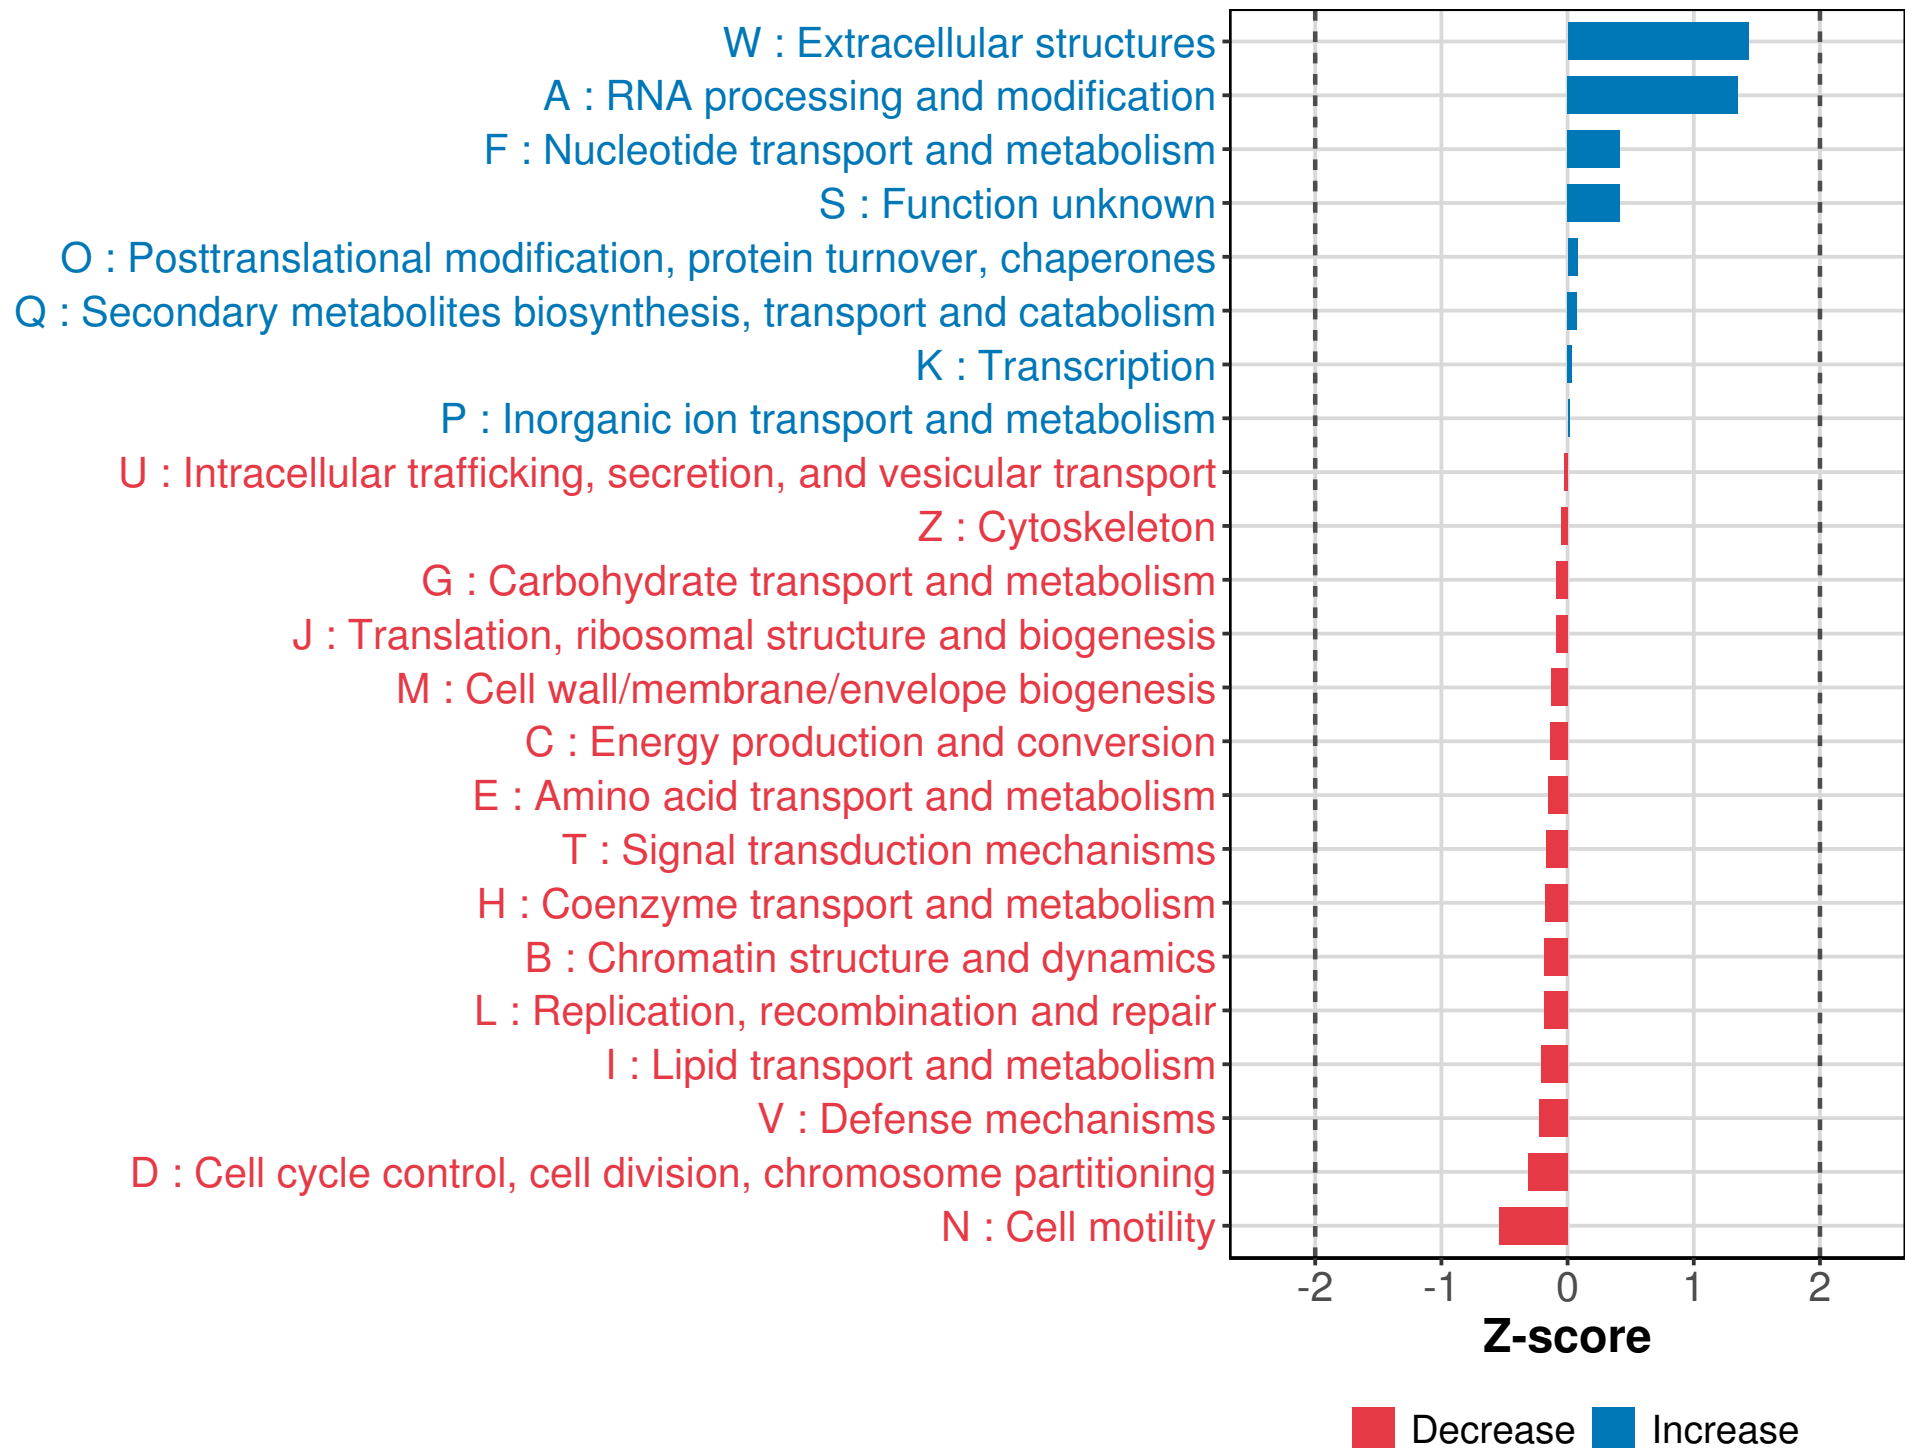 W : Extracellular structures
A : RNA processing and modification
F : Nucleotide transport and metabolism
S : Function unknown
O : Posttranslational modification, protein turnover, chaperones
Q : Secondary metabolites biosynthesis, transport and catabolism
K : Transcription
P : Inorganic ion transport and metabolism
U : Intracellular trafficking, secretion, and vesicular transport
Z : Cytoskeleton
G : Carbohydrate transport and metabolism
J : Translation, ribosomal structure and biogenesis
M : Cell wall/membrane/envelope biogenesis
C : Energy production and conversion
E : Amino acid transport and metabolism
T : Signal transduction mechanisms
H : Coenzyme transport and metabolism
B : Chromatin structure and dynamics
L : Replication, recombination and repair
I : Lipid transport and metabolism
V : Defense mechanisms
D : Cell cycle control, cell division, chromosome partitioning
N : Cell motility
-2 -1 0 1 2
Z-score
Decrease Increase